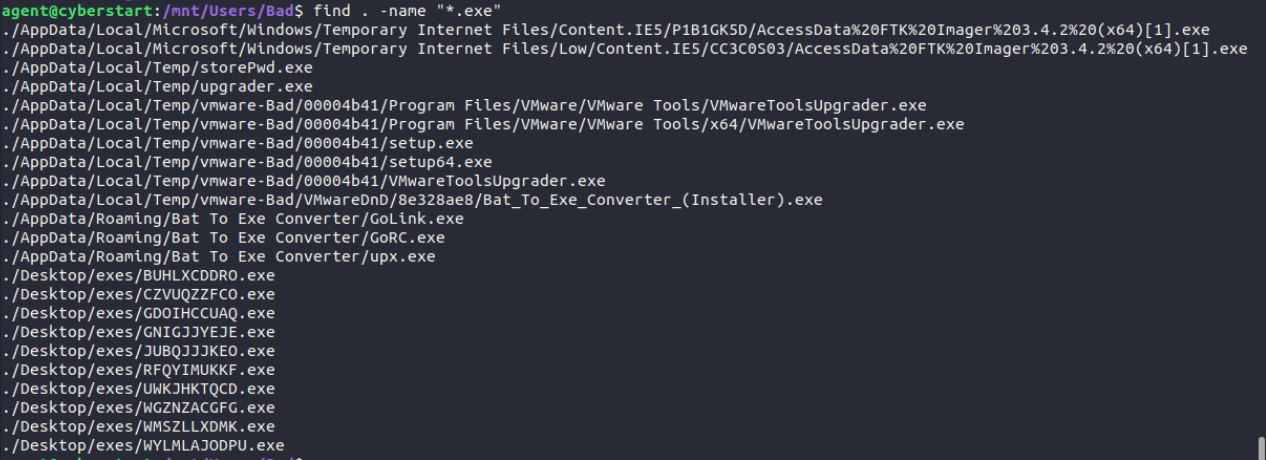 agent@cyberstart:/mnt/Users/Bad$ find . -name "*.exe"
./AppData/Local/Microsoft/Windows/Temporary Internet Files/Content.IE5/P1B1GK5D/AccessData%20FTK%20Imager%203.4.2%20(x64)[1].exe
./AppData/Local/Microsoft/Windows/Temporary Internet Files/Low/Content.IE5/CC3C0S03/AccessData%20FTK%20Imager%203.4.2%20(x64)[1].exe
./AppData/Local/Temp/storePwd.exe
./AppData/Local/Temp/upgrader.exe
./AppData/Local/Temp/vmware-Bad/00004b41/Program Files/VMware/VMware Tools/VMwareToolsUpgrader.exe
./AppData/Local/Temp/vmware-Bad/00004b41/Program Files/VMware/VMware Tools/x64/VMwareToolsUpgrader.exe
./AppData/Local/Temp/vmware-Bad/00004b41/setup.exe
./AppData/Local/Temp/vmware-Bad/00004b41/setup64.exe
./AppData/Local/Temp/vmware-Bad/00004b41/VMwareToolsUpgrader.exe
./AppData/Local/Temp/vmware-Bad/VMwareDnD/8e328ae8/Bat_To_Exe_Converter_(Installer).exe
./AppData/Roaming/Bat To Exe Converter/GoLink.exe
./AppData/Roaming/Bat To Exe Converter/GoRC.exe
./AppData/Roaming/Bat To Exe Converter/upx.exe
./Desktop/exes/BUHLXCDDRO.exe
./Desktop/exes/CZVUQZZFCO.exe
./Desktop/exes/GDOIHCCUAQ.exe
./Desktop/exes/GNIGJJYEJE.exe
./Desktop/exes/JUBQJJJKEO.exe
./Desktop/exes/RFQYIMUKKF.exe
./Desktop/exes/UWKJHKTQCD.exe
./Desktop/exes/WGZNZACGFG.exe
./Desktop/exes/WMSZLLXDMK.exe
./Desktop/exes/WYLMLAJODPU.exe